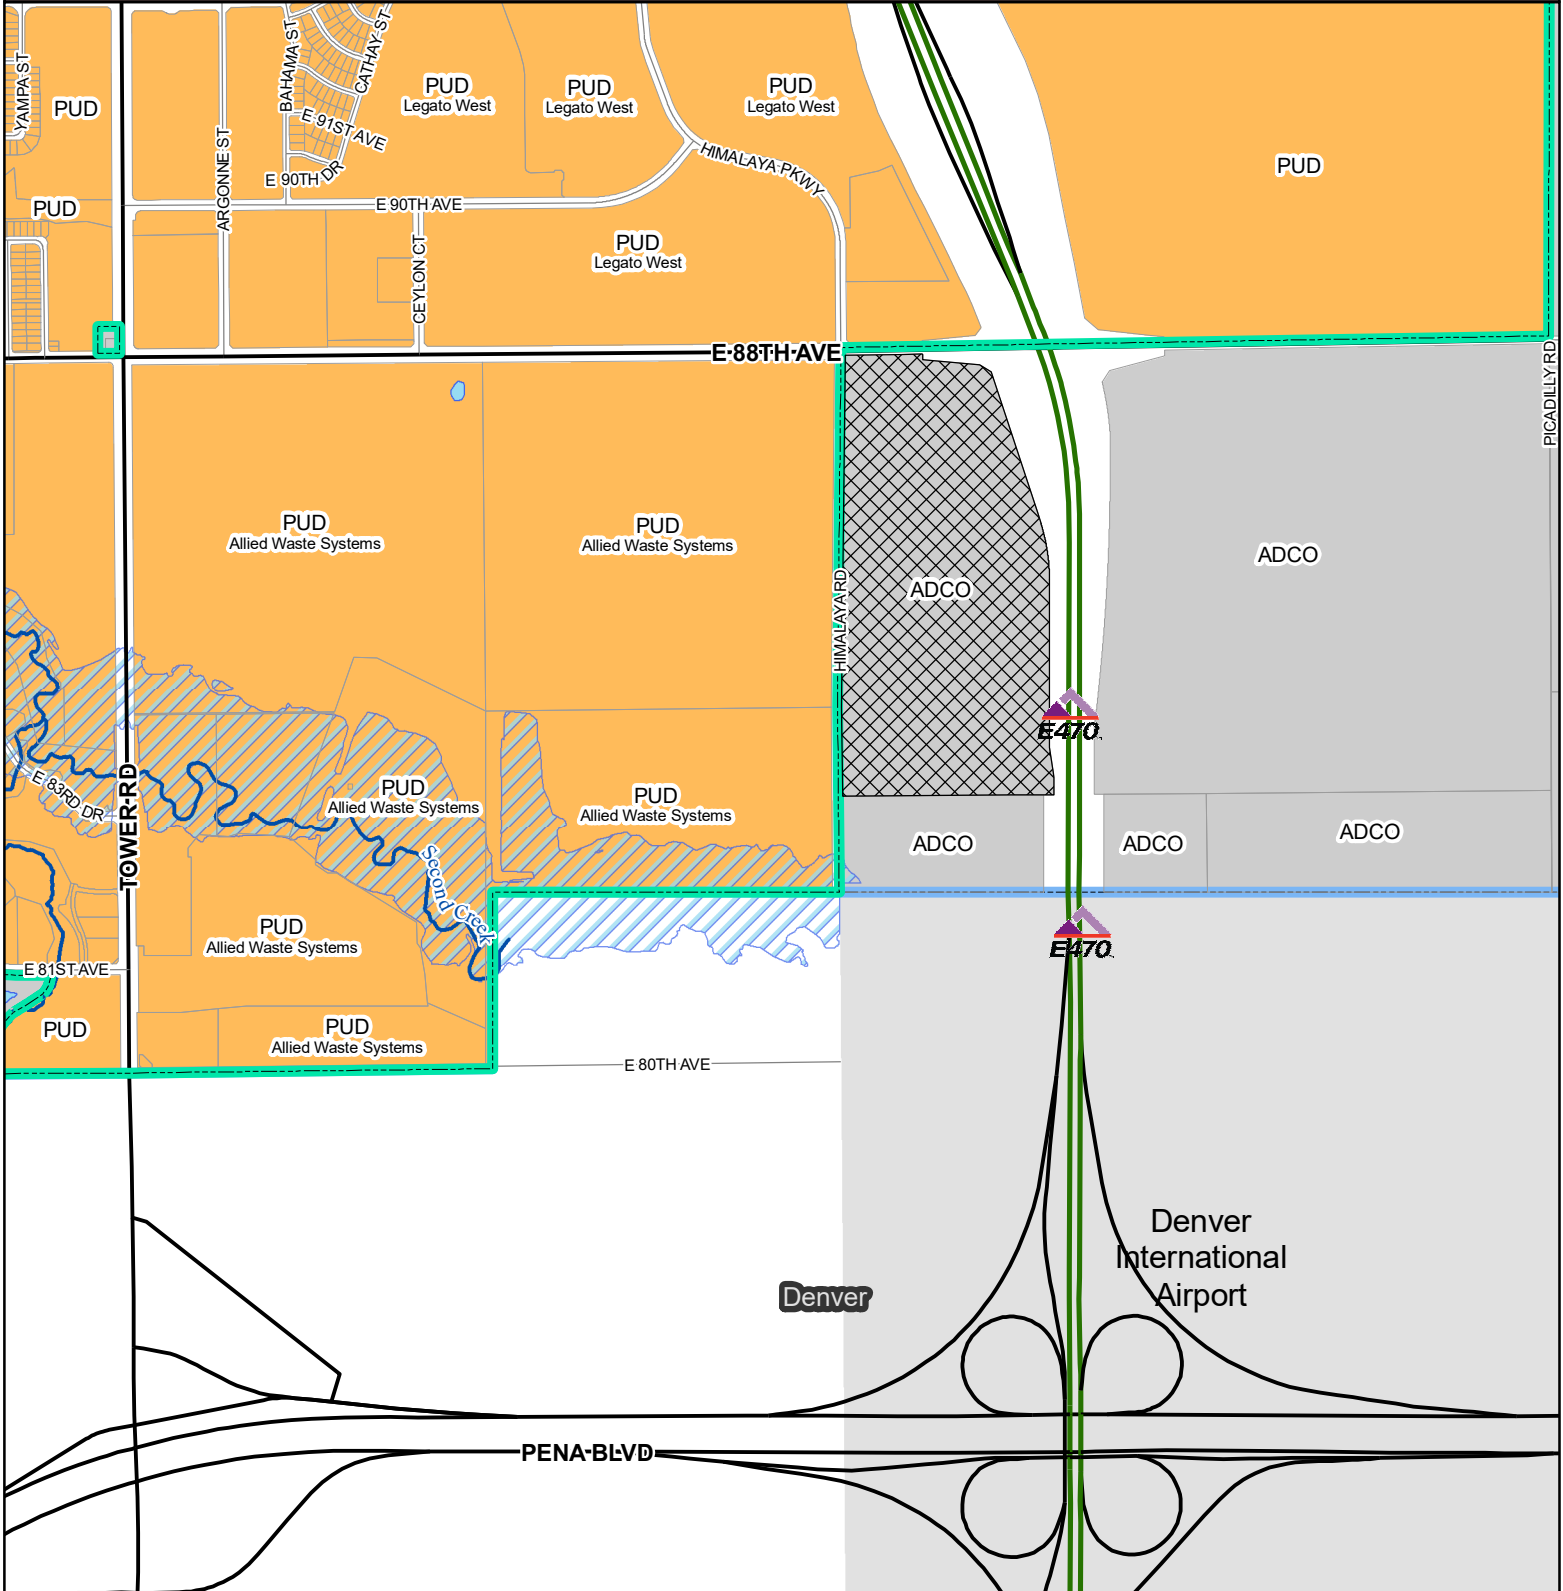 YAMPA ST
PUD
ARGONNE ST
BAHAMA ST
CATHAY ST
E 91ST AVE
E 90TH DR
PUD
Legato West
PUD
Legato West
PUD
Legato West
HIMALAYA PKWY
PUD
PUD
E 90TH AVE
CEYLON CT
PUD
Legato West
E 88TH AVE
PICADILLY RD
PUD
Allied Waste Systems
PUD
Allied Waste Systems
HIMALAYA RD
ADCO
ADCO
E470
E 83RD DR
TOWER RD
PUD
Allied Waste Systems
PUD
Allied Waste Systems
ADCO
ADCO
ADCO
Second Creek
PUD
Allied Waste Systems
E470
E 81ST AVE
PUD
PUD
Allied Waste Systems
E 80TH AVE
Denver
International
Airport
Denver
PENA BLVD